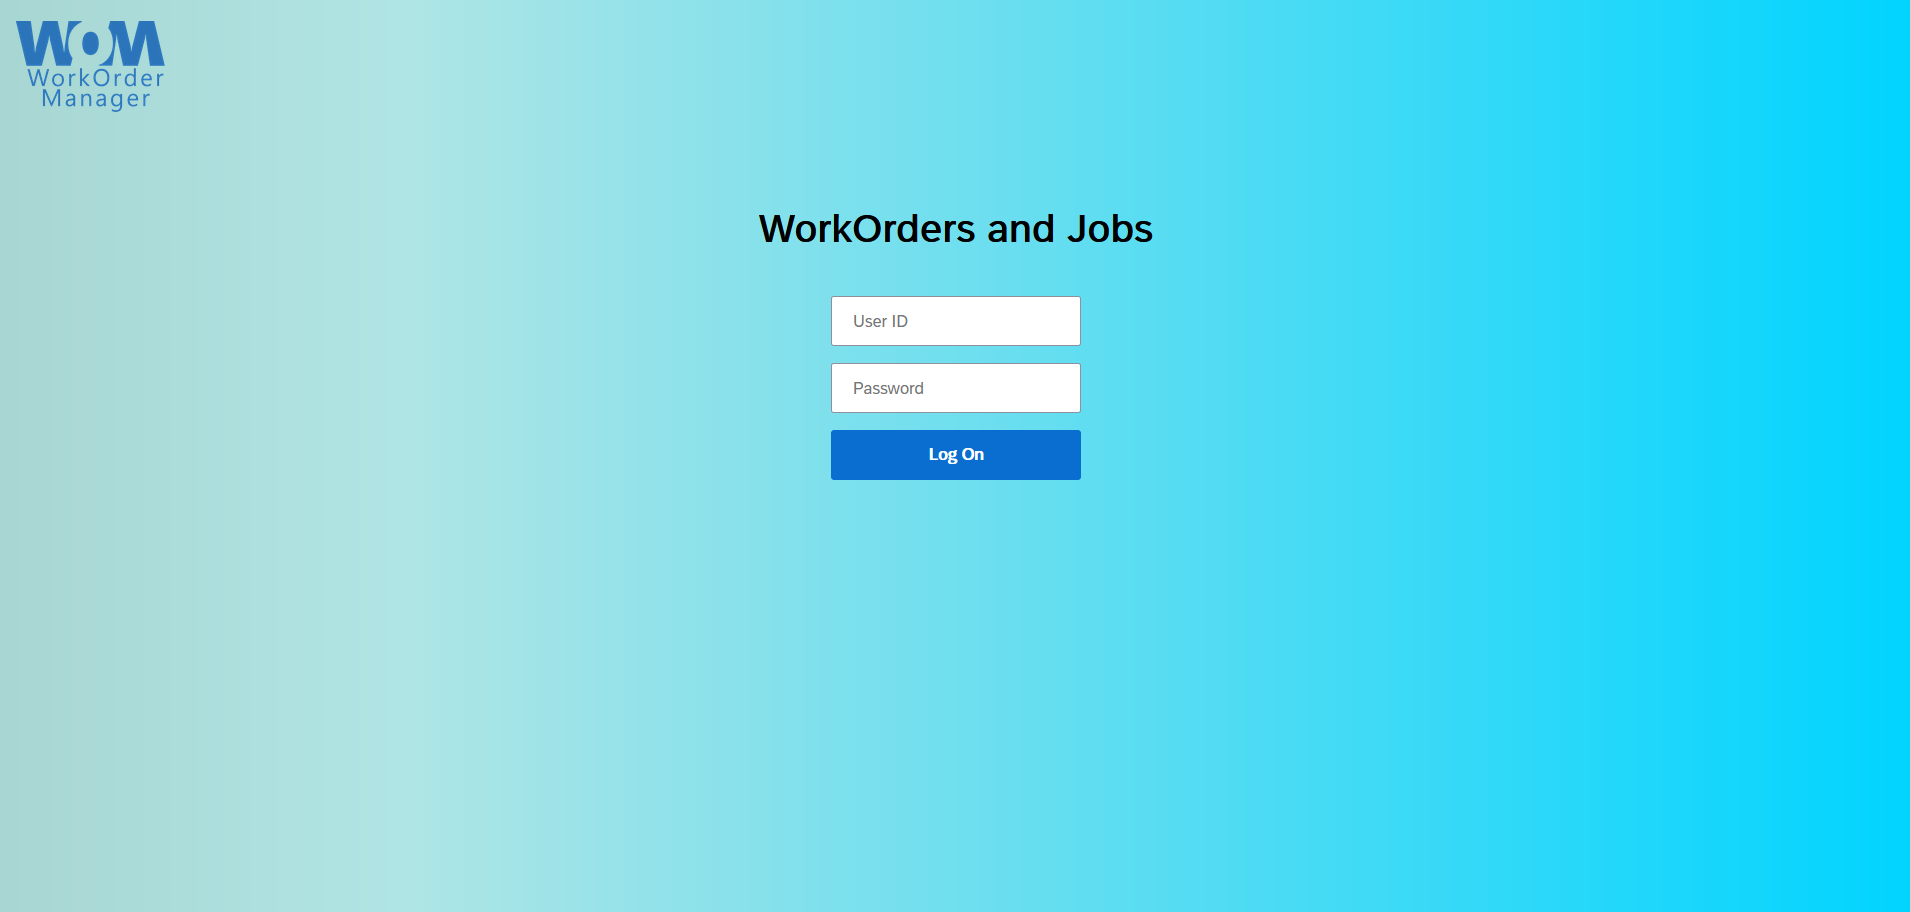 WOM
WorkOrder
Manager
WorkOrders and Jobs
User ID
Password
Log On